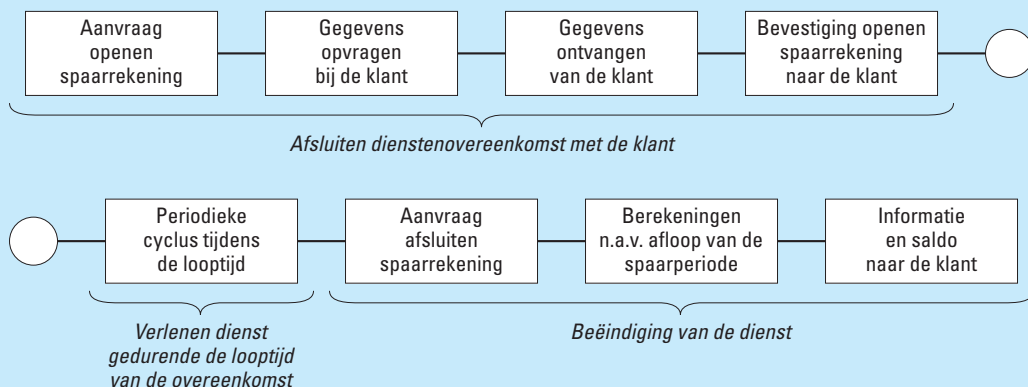 Aanvraag
openen
spaarrekening
Gegevens
opvragen
bij de klant
Gegevens
ontvangen
van de klant
Bevestiging openen
spaarrekening
naar de klant
Afsluiten dienstenovereenkomst met de klant
Periodieke
cyclus tijdens
de looptijd
Aanvraag
afsluiten
spaarrekening
Berekeningen
n.a.v. afloop van de
spaarperiode
Informatie
en saldo
naar de klant
Verlenen dienst
gedurende de looptijd
van de overeenkomst
Beëindiging van de dienst